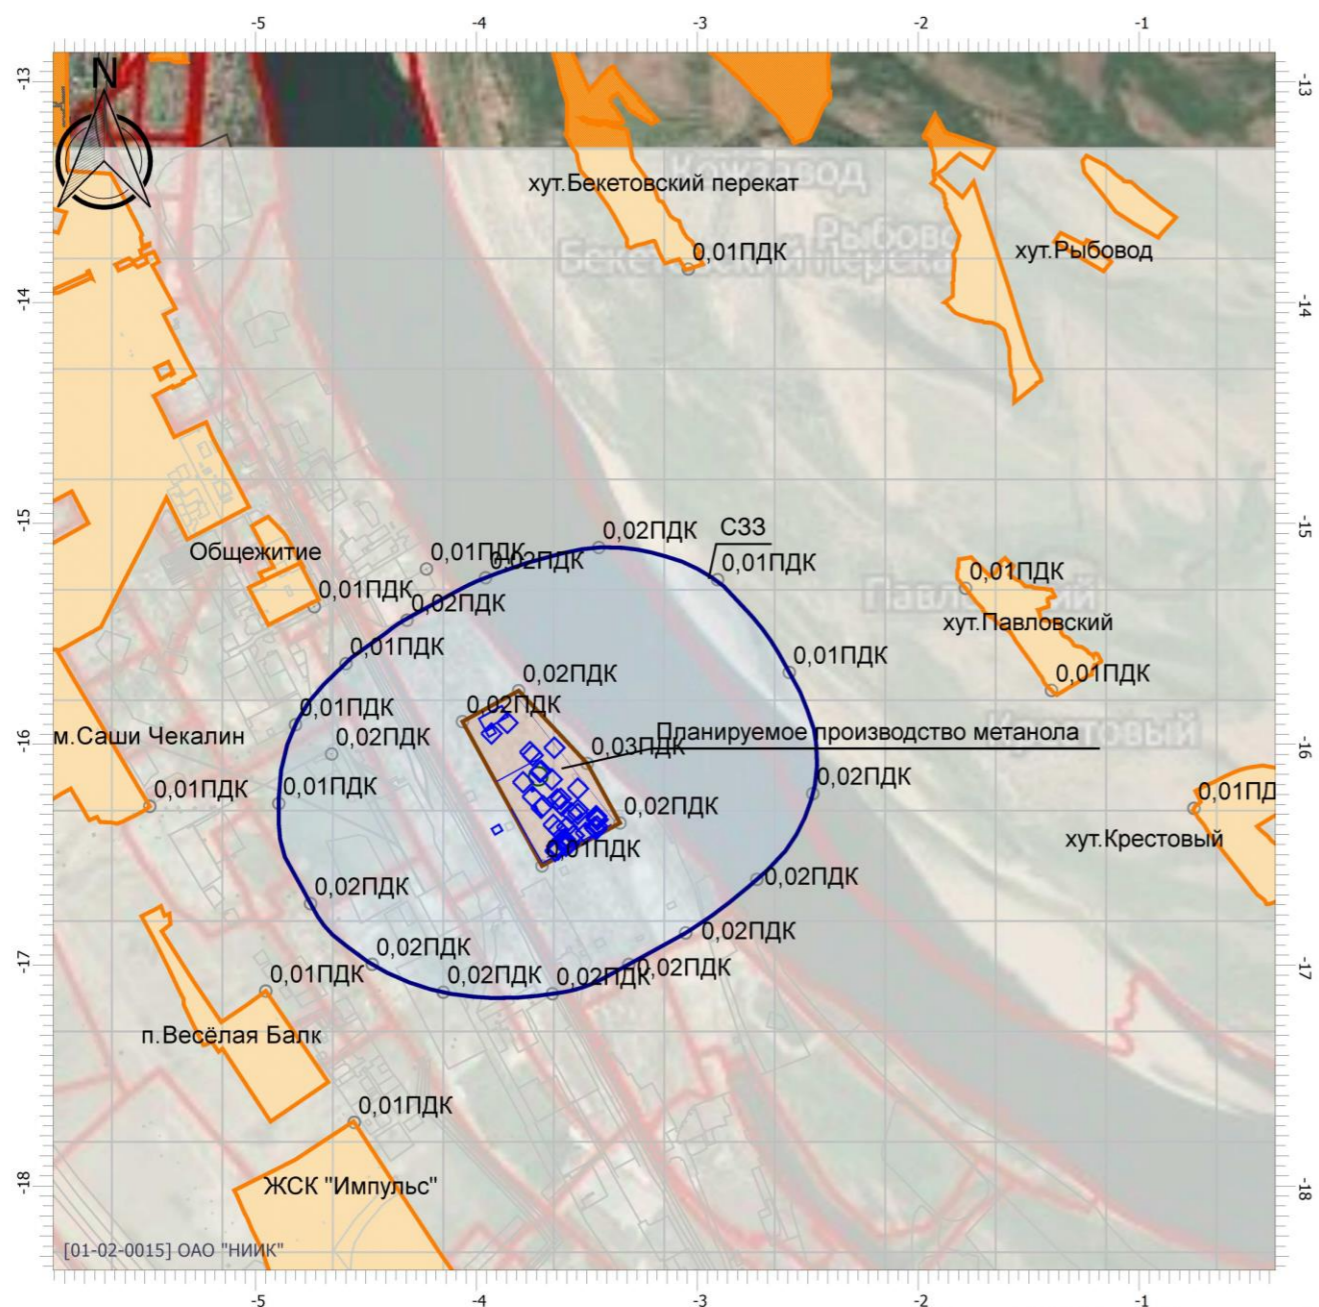 -5 -4 -3 -2 -1
-13 -13
N
Кожзавод
хут.Бекетовский перекат
0,01ПДК
хут.Рыбовод
-14 -14
-15 -15
0,02ПДК
СЗЗ
Общежитие
0,01ПДК
0,02ПДК
0,01ПДК
0,01ПДК
0,01ПДК
0,02ПДК
Павловский
хут.Павловский
0,01ПДК
0,01ПДК
0,01ПДК
0,02ПДК
0,02ПДК
0,01ПДК
м.Саши Чекалин
0,02ПДК
0,03ПДК
Планируемое производство метанола
Крестовый
-16 -16
0,01ПДК
0,01ПДК
0,02ПДК
0,02ПДК
0,01ПД
хут.Крестовый
0,01ПДК
0,02ПДК
0,02ПДК
0,02ПДК
0,02ПДК
-17 -17
0,01ПДК
0,02ПДК
0,02ПДК
0,02ПДК
п.Весёлая Балк
0,01ПДК
ЖСК "Импульс"
-18 -18
[01-02-0015] ОАО "НИИК"
-5 -4 -3 -2 -1